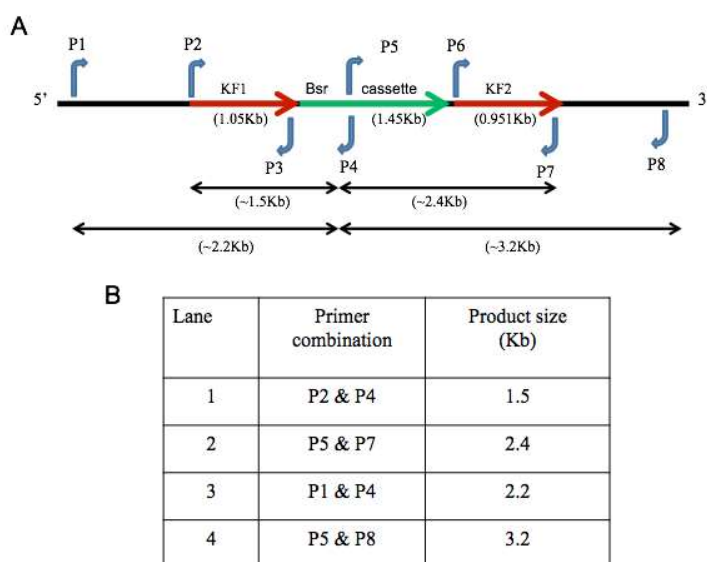 A
P1 P2 P5 P6
5’ KF1 Bsr cassette KF2 3
(1.05Kb) (1.45Kb) (0.951Kb)
P3 P4 P7 P8
(~1.5Kb) (~2.4Kb)
(~2.2Kb) (~3.2Kb)
B
Lane Primer combination Product size (Kb)
1 P2 & P4 1.5
2 P5 & P7 2.4
3 P1 & P4 2.2
4 P5 & P8 3.2